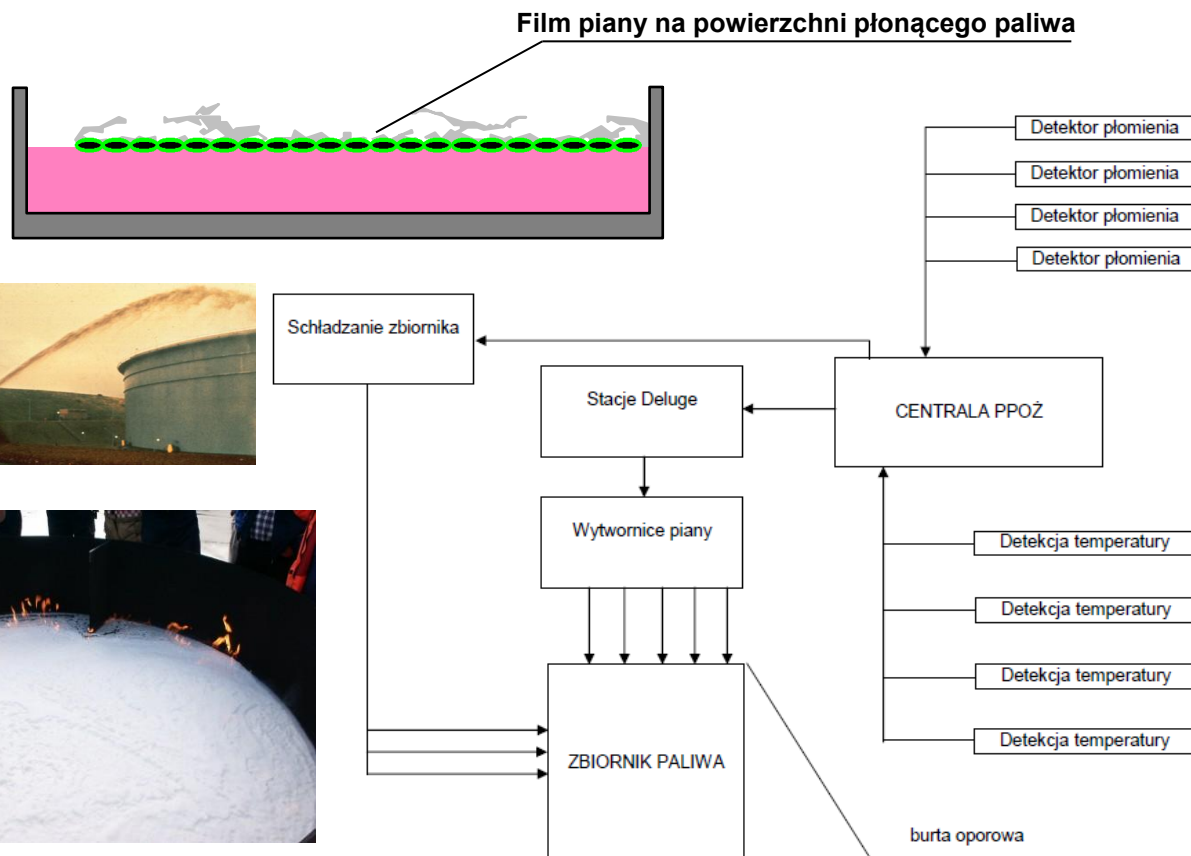 Film piany na powierzchni płonącego paliwa
Detektor płomienia
Detektor płomienia
Detektor płomienia
Detektor płomienia
Schładzanie zbiornika
Stacje Deluge
CENTRALA PPOŻ
Wytwornice piany
Detekcja temperatury
Detekcja temperatury
Detekcja temperatury
Detekcja temperatury
ZBIORNIK PALIWA
burta oporowa